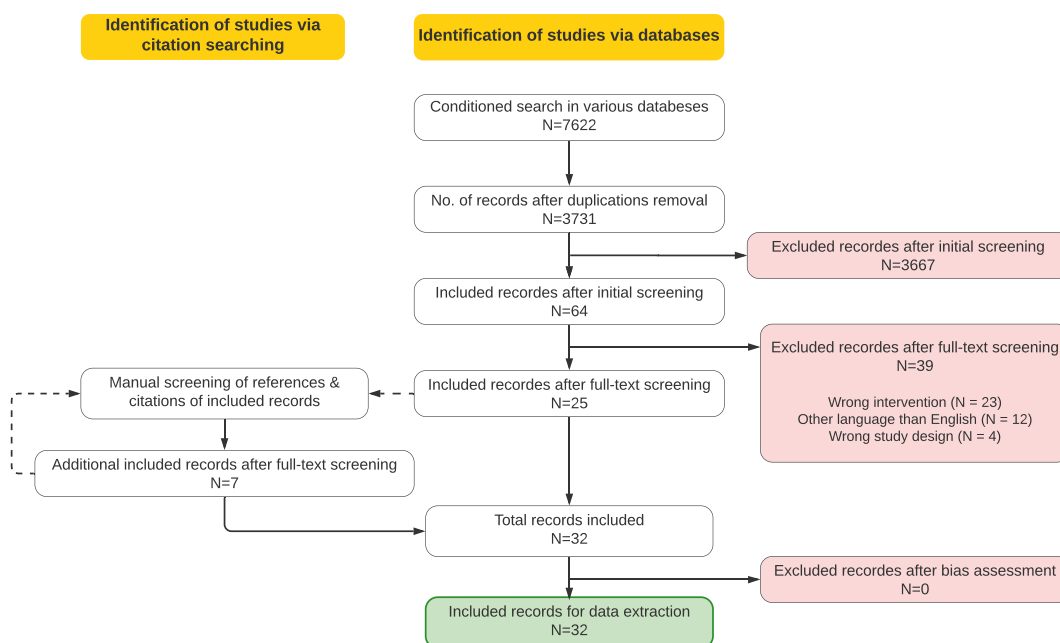 Identification of studies via
citation searching
Identification of studies via databases
Conditioned search in various databeses
N=7622
No. of records after duplications removal
N=3731
Excluded recordes after initial screening
N=3667
Included recordes after initial screening
N=64
Excluded recordes after full-text screening
N=39
Wrong intervention (N = 23)
Other language than English (N = 12)
Wrong study design (N = 4)
Manual screening of references &
citations of included records
Included recordes after full-text screening
N=25
Additional included records after full-text screening
N=7
Total records included
N=32
Excluded recordes after bias assessment
N=0
Included records for data extraction
N=32